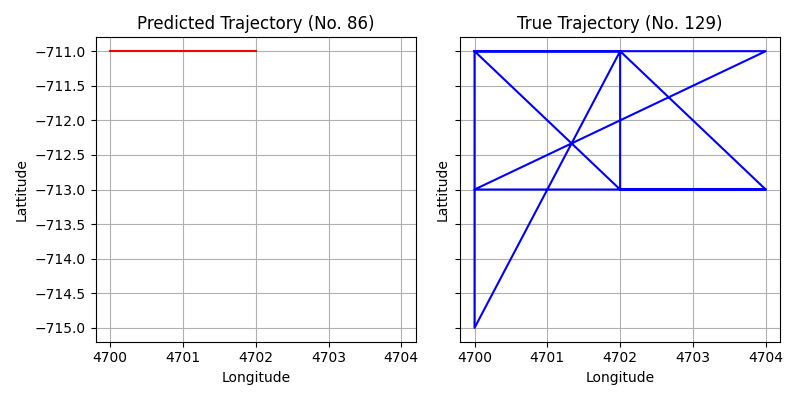 Predicted Trajectory (No. 86)
−711.0
−711.5
−712.0
−712.5
−713.0
−713.5
−714.0
−714.5
−715.0
Lattitude
4700 4701 4702 4703 4704
Longitude
True Trajectory (No. 129)
Lattitude
4700 4701 4702 4703 4704
Longitude